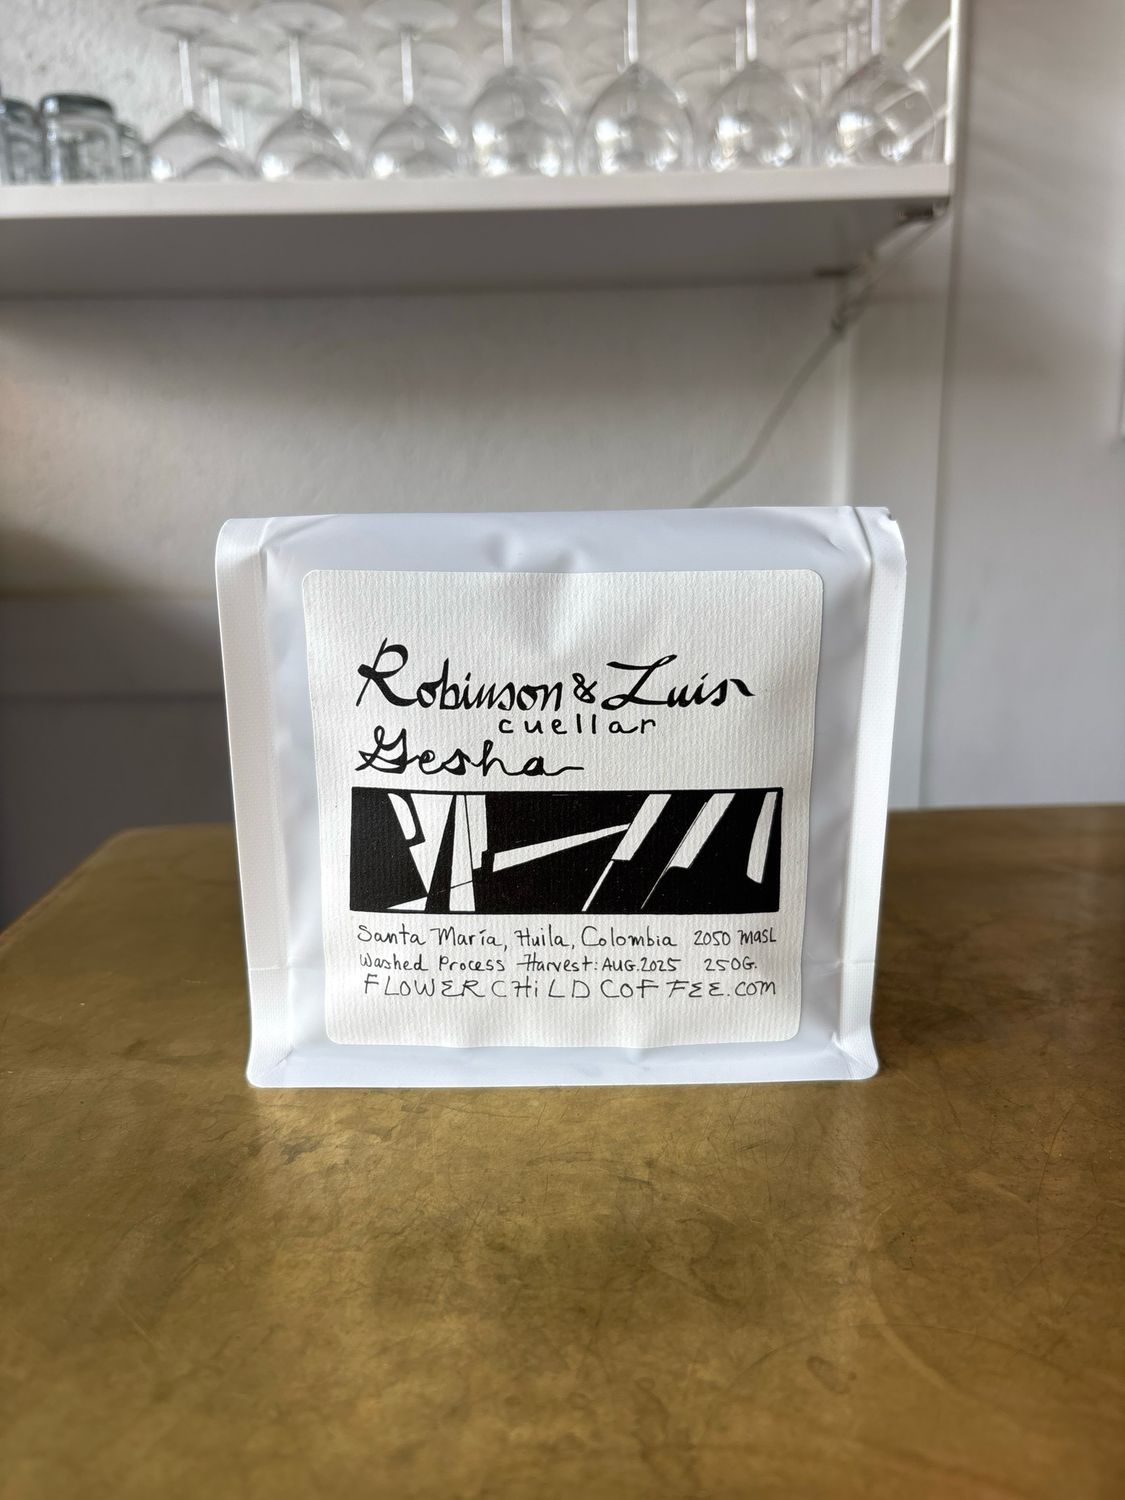 Robinson & Luis
cuellar
Gesha
Santa María, Huila, Colombia 2050 masl
Washed Process Harvest: AUG. 2025 250G.
FLOWERCHiLDCOFFEE.com